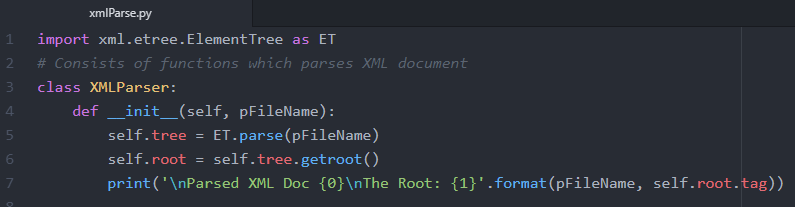 xmlParse.py
1 import xml.etree.ElementTree as ET
2 # Consists of functions which parses XML document
3 class XMLParser:
4     def __init__(self, pFileName):
5         self.tree = ET.parse(pFileName)
6         self.root = self.tree.getroot()
7         print('\nParsed XML Doc {0}\nThe Root: {1}'.format(pFileName, self.root.tag))